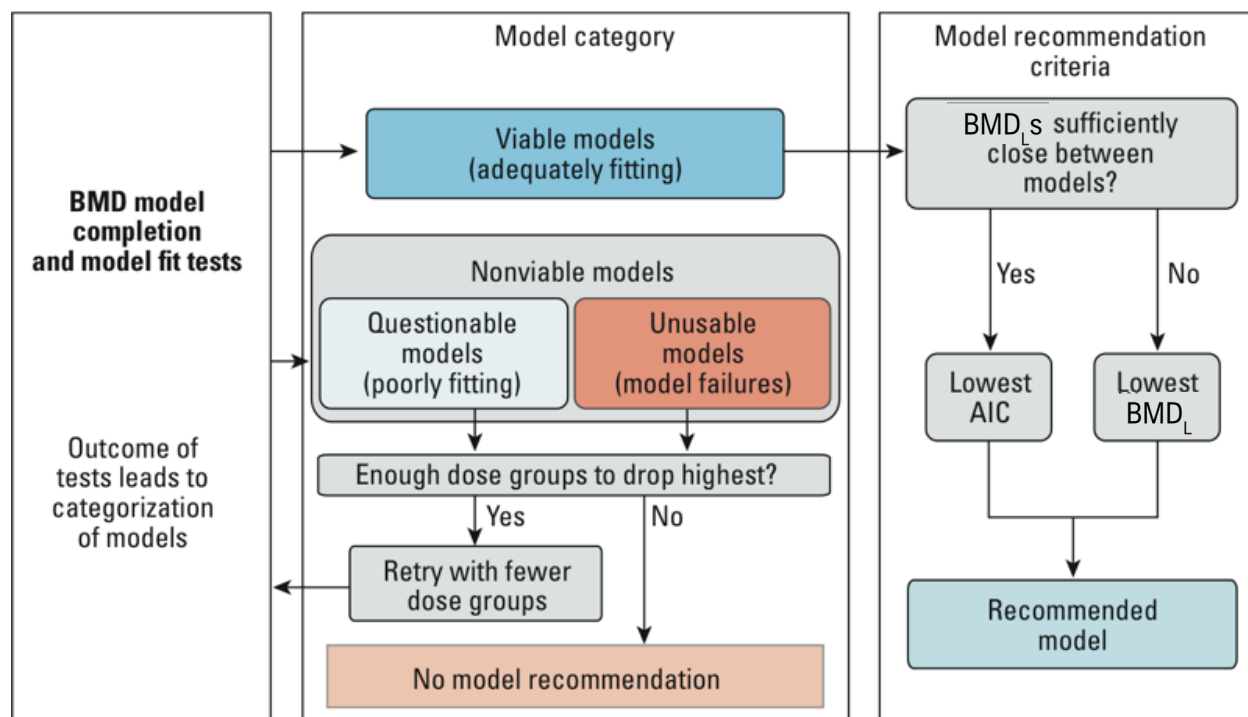 BMD model
completion
and model fit tests
Outcome of
tests leads to
categorization
of models
Model category
Viable models
(adequately fitting)
Nonviable models
Questionable
models
(poorly fitting)
Unusable
models
(model failures)
Enough dose groups to drop highest?
Yes
No
Retry with fewer
dose groups
No model recommendation
Model recommendation
criteria
BMDLs sufficiently
close between
models?
Yes
No
Lowest
AIC
Lowest
BMDL
Recommended
model